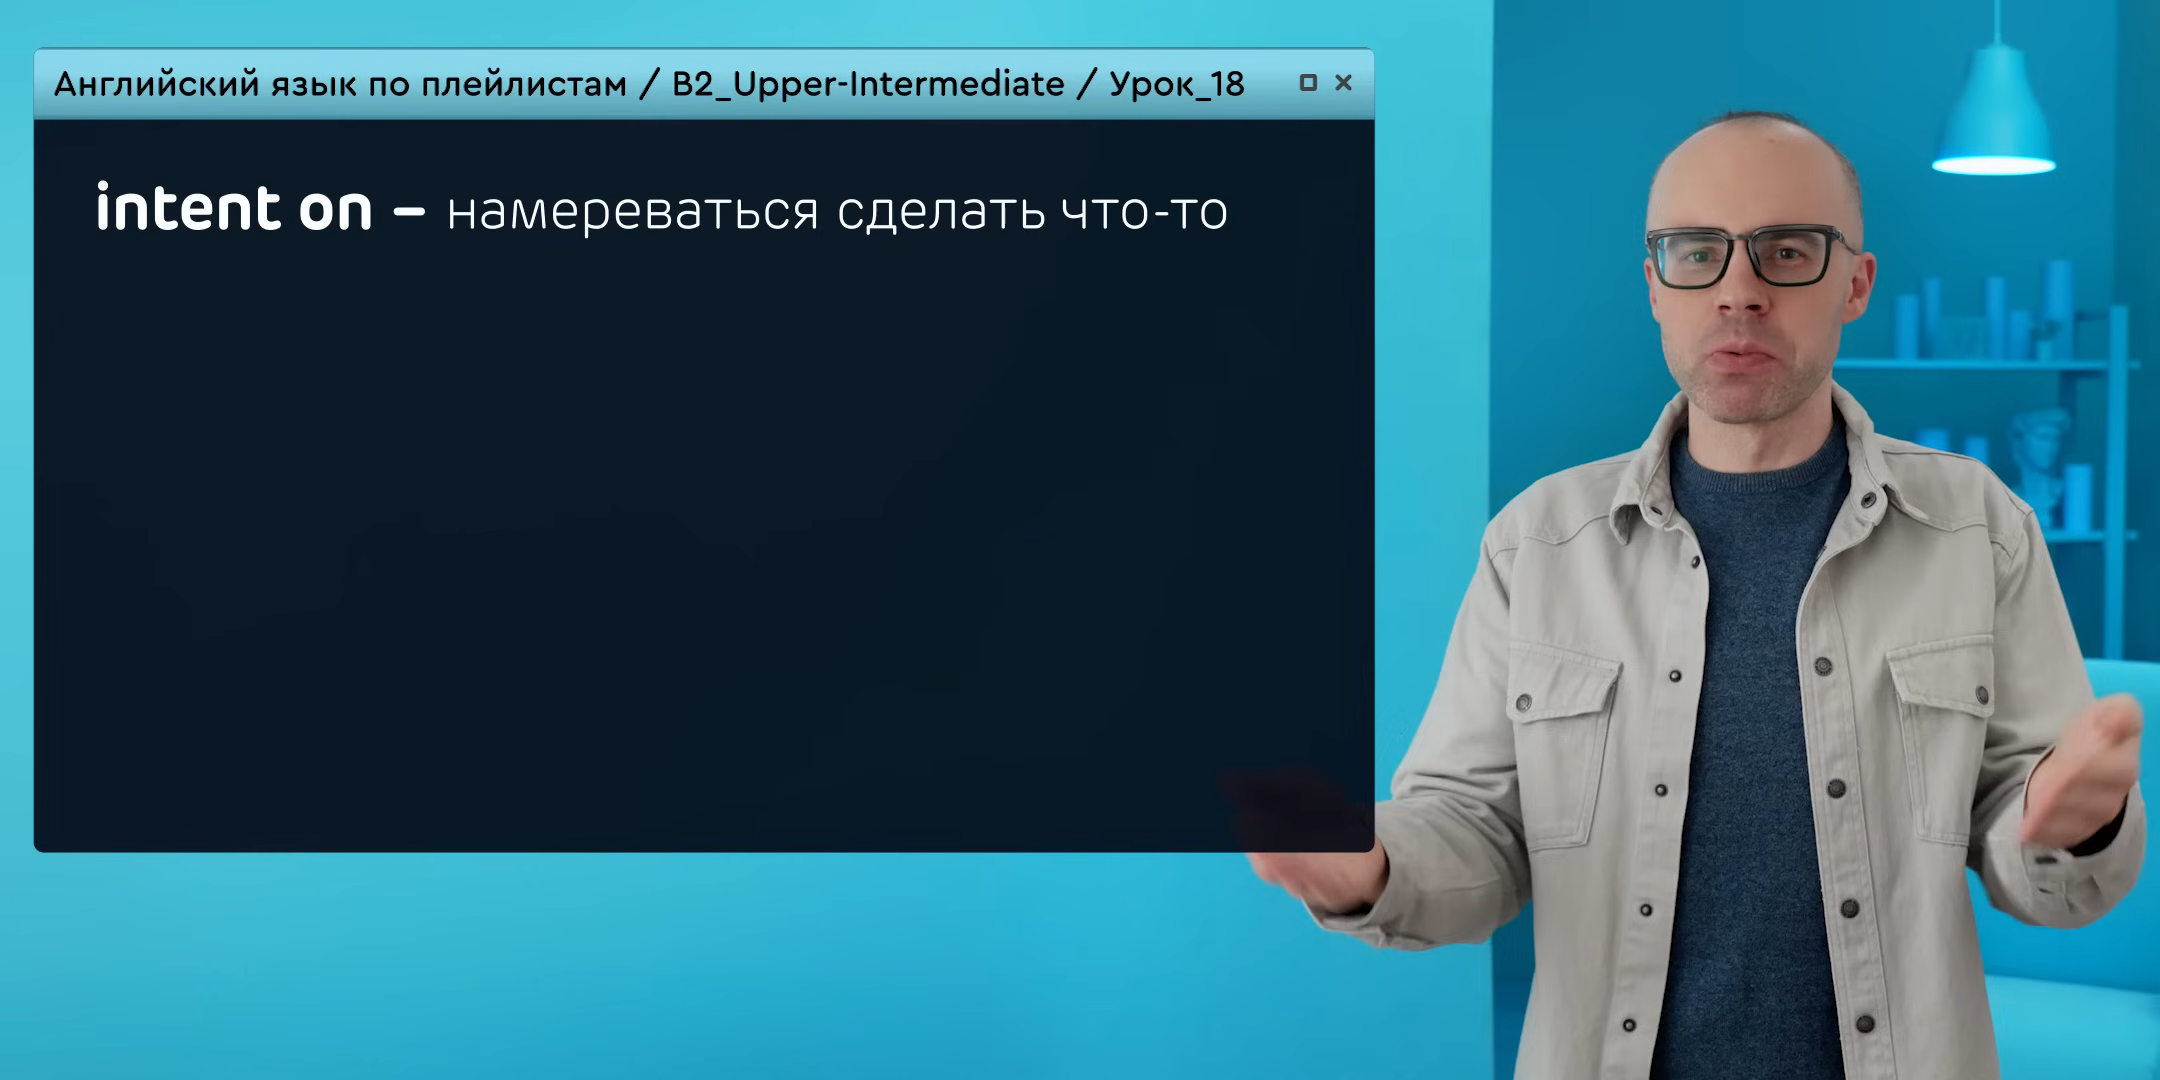 Английский язык по плейлистам / B2_Upper-Intermediate / Урок_18
intent on – намереваться сделать что-то